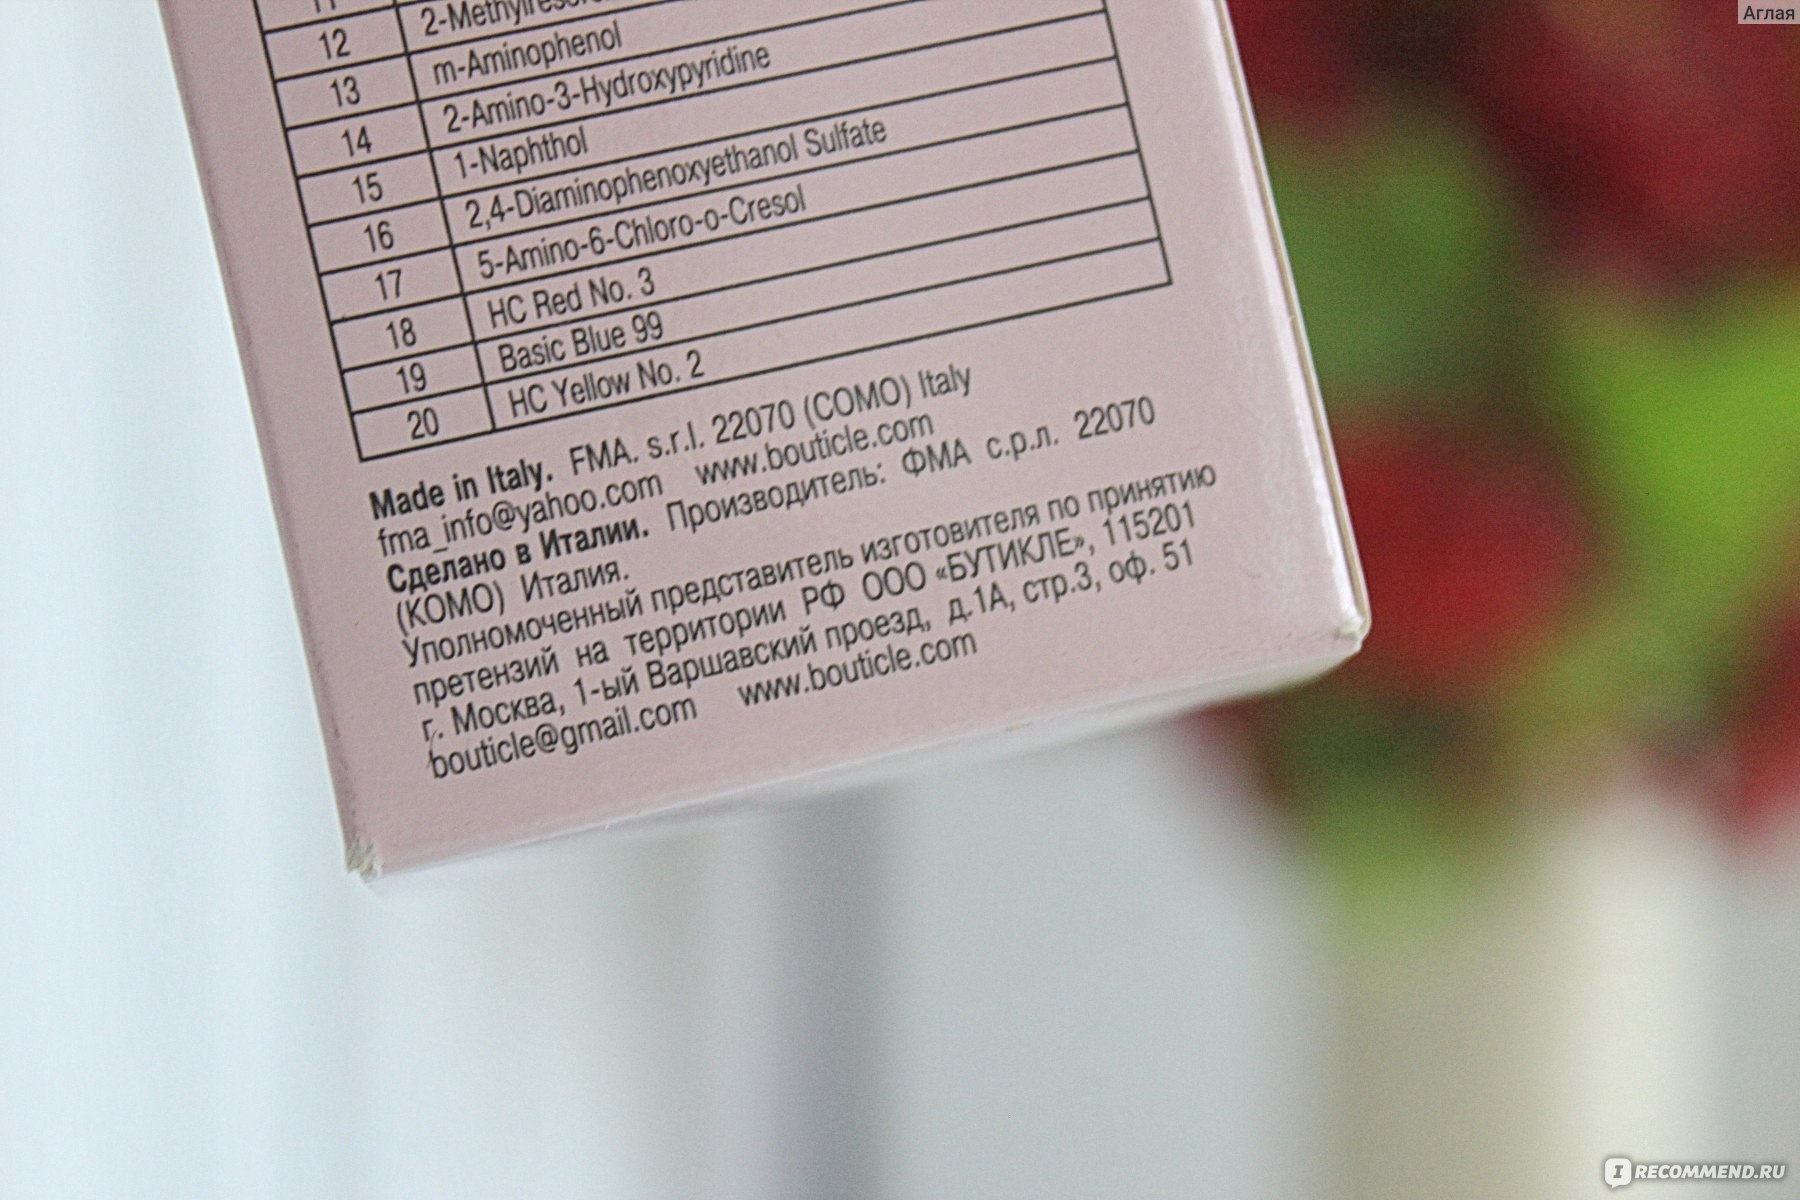 Аглая
12 2-Methylresor
13 m-Aminophenol
14 2-Amino-3-Hydroxypyridine
15 1-Naphthol
16 2,4-Diaminophenoxyethanol Sulfate
17 5-Amino-6-Chloro-o-Cresol
18 HC Red No. 3
19 Basic Blue 99
20 HC Yellow No. 2
Made in Italy. FMA. s.r.l. 22070 (COMO) Italy
fma_info@yahoo.com www.bouticle.com
Сделано в Италии. Производитель: ФМА с.р.л. 22070
(КОМО) Италия.
Уполномоченный представитель изготовителя по принятию
претензий на территории РФ ООО «БУТИКЛЕ», 115201
г. Москва, 1-ый Варшавский проезд, д.1А, стр.3, оф. 51
bouticle@gmail.com www.bouticle.com
IRECOMMEND.RU